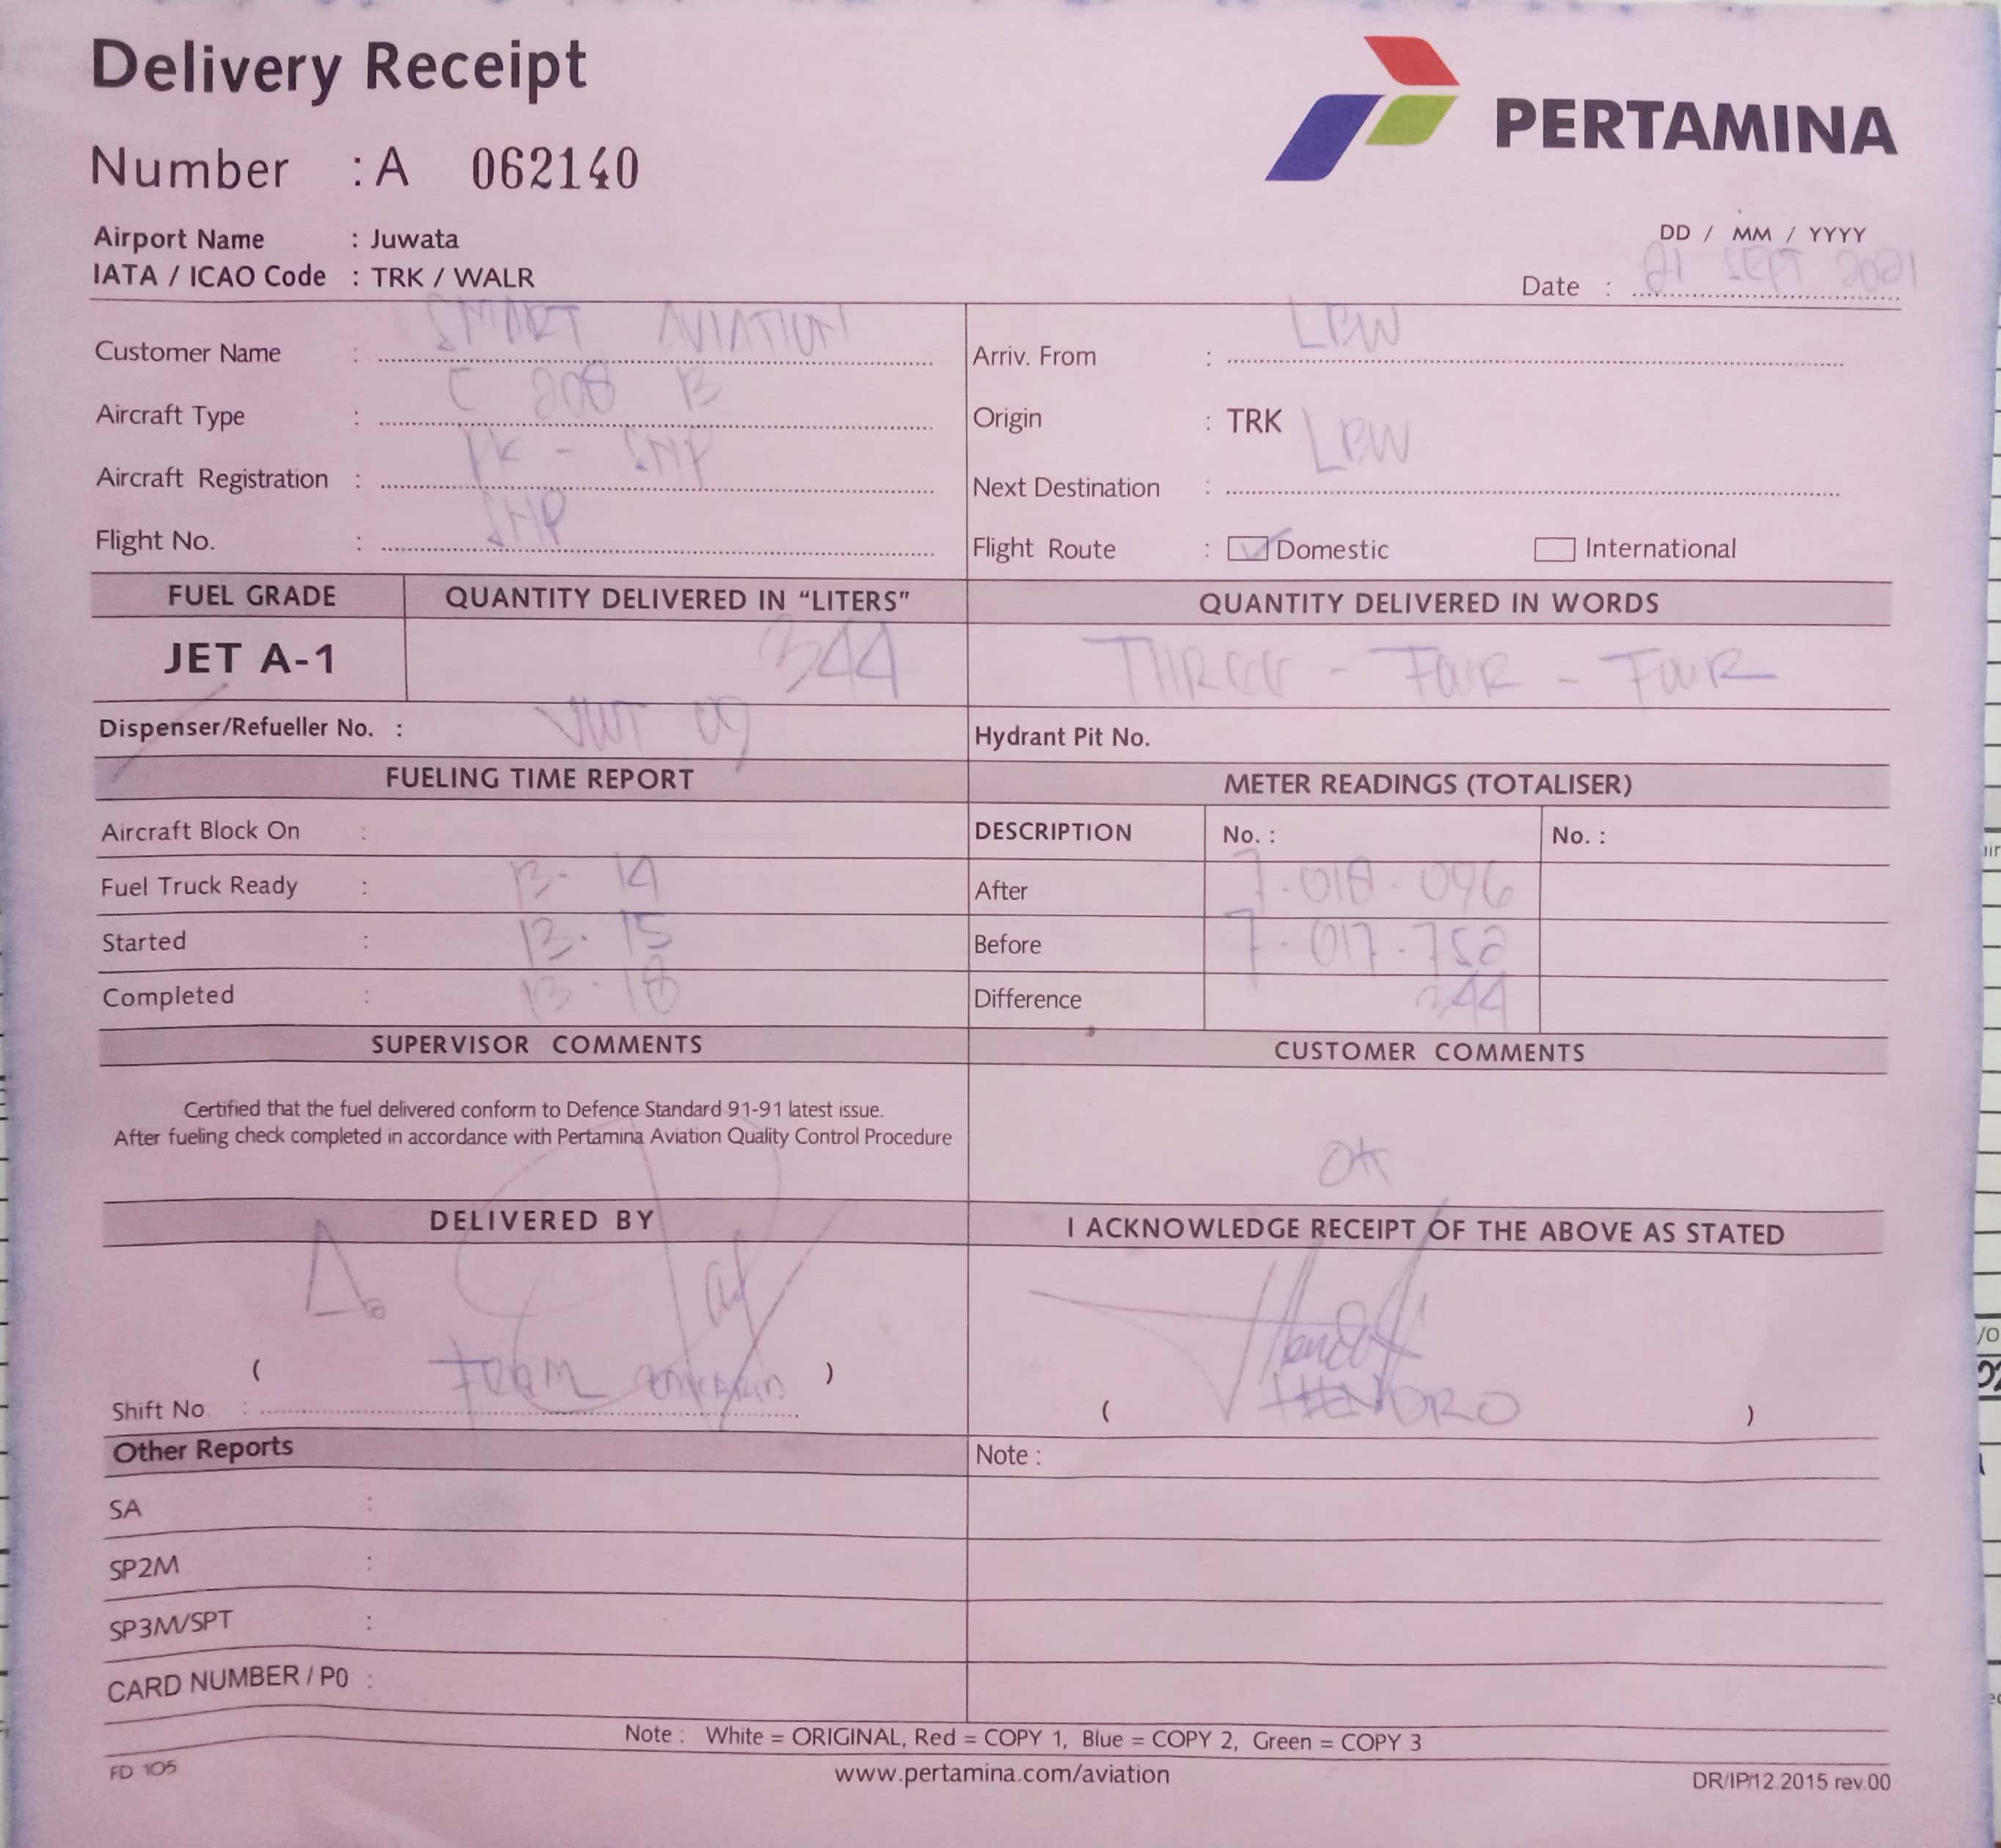 Delivery Receipt
PERTAMINA
Number : A 062140
Airport Name : Juwata
IATA / ICAO Code : TRK / WALR
DD / MM / YYYY
Date : 21 SEPT 2021
Customer Name : SMART AVIATION
Arriv. From : LBW
Aircraft Type : C 208 B
Origin : TRK
Aircraft Registration : PK - SNP
Next Destination : LBW
Flight No. : SNP
Flight Route : Domestic International
FUEL GRADE QUANTITY DELIVERED IN “LITERS” QUANTITY DELIVERED IN WORDS
JET A-1 344 THREE - FOUR - FOUR
Dispenser/Refueller No. : JWT 09
Hydrant Pit No.
FUELING TIME REPORT METER READINGS (TOTALISER)
Aircraft Block On :
DESCRIPTION No. : No. :
Fuel Truck Ready : 13. 14
After 7.018.096
Started : 13. 15
Before 7.017.752
Completed : 13.18
Difference 344
SUPERVISOR COMMENTS CUSTOMER COMMENTS
Certified that the fuel delivered conform to Defence Standard 91-91 latest issue.
After fueling check completed in accordance with Pertamina Aviation Quality Control Procedure
OK
DELIVERED BY I ACKNOWLEDGE RECEIPT OF THE ABOVE AS STATED
( )
Shift No :
( HENDRO )
Other Reports
Note :
SA :
SP2M :
SP3M/SPT :
CARD NUMBER / P0 :
Note : White = ORIGINAL, Red = COPY 1, Blue = COPY 2, Green = COPY 3
FD 105
www.pertamina.com/aviation
DR/IP/12.2015 rev.00